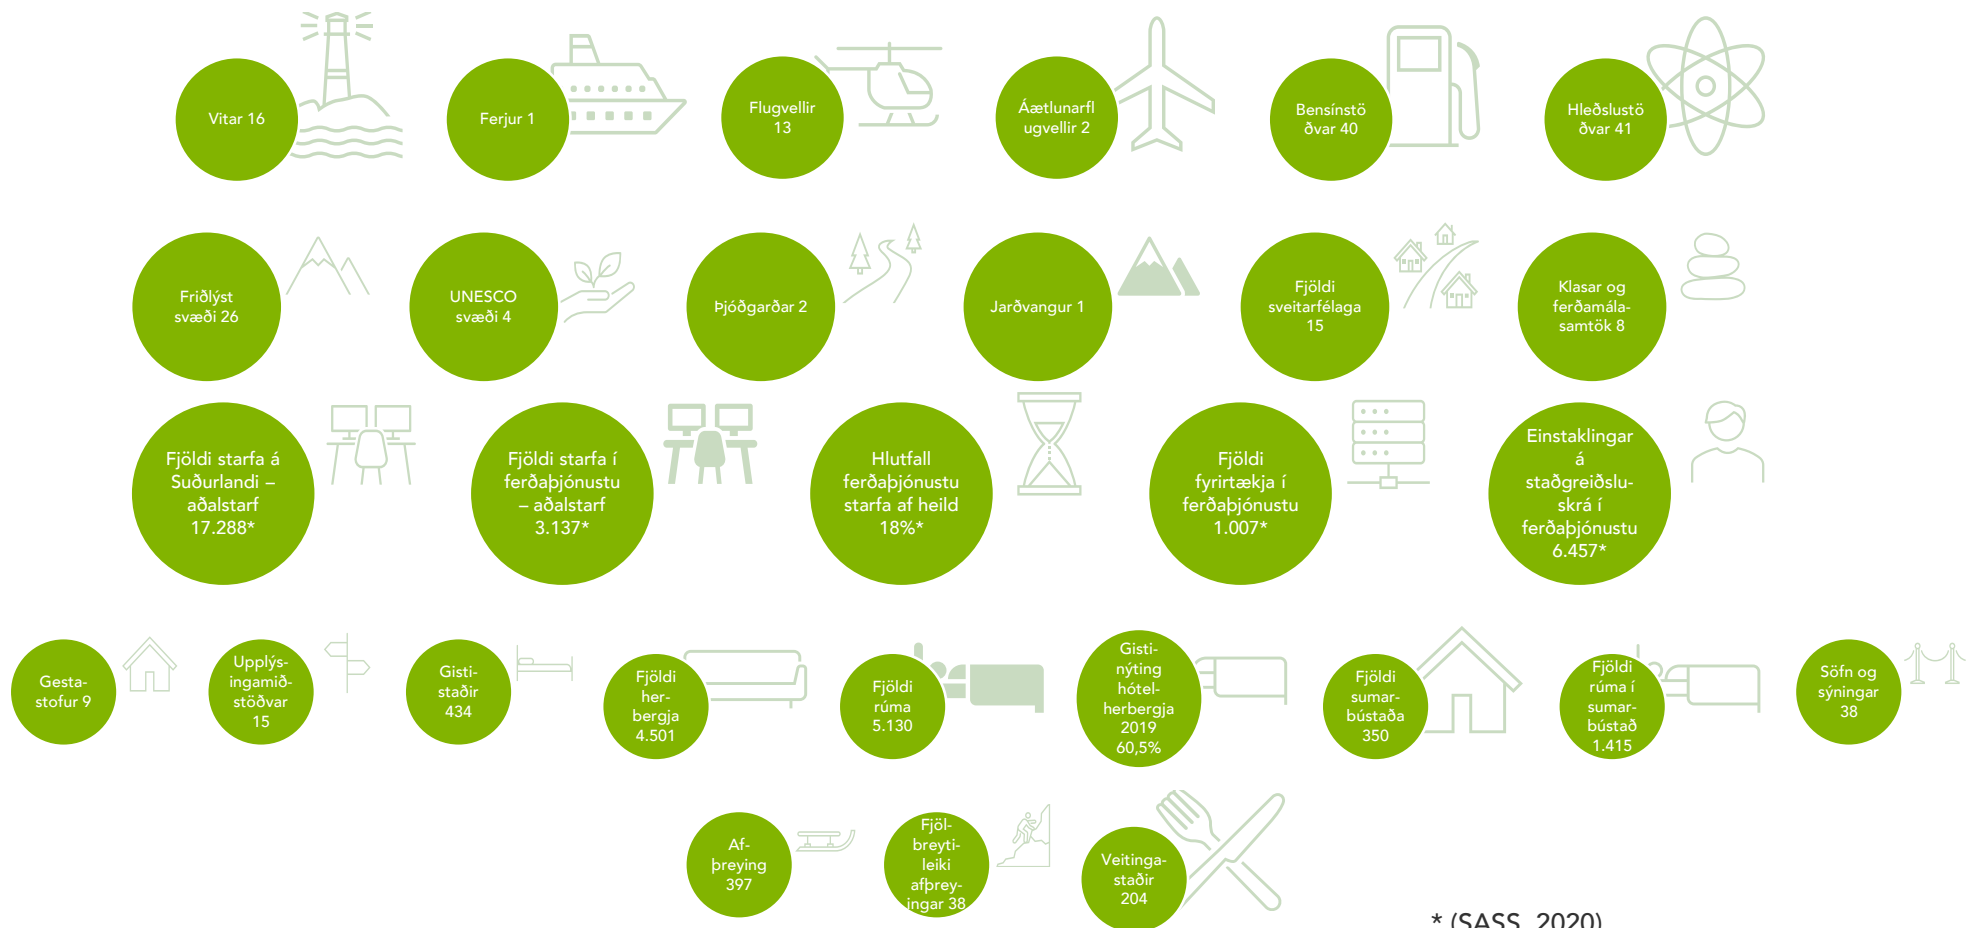 Vitar 16
Ferjur 1
Flugvellir
13
Áætlunarfl
ugvellir 2
Bensínstö
ðvar 40
Hleðslustö
ðvar 41
Friðlýst
svæði 26
UNESCO
svæði 4
Þjóðgarðar 2
Jarðvangur 1
Fjöldi
sveitarfélaga
15
Klasar og
ferðamála-
samtök 8
Fjöldi starfa á
Suðurlandi –
aðalstarf
17.288*
Fjöldi starfa í
ferðaþjónustu
– aðalstarf
3.137*
Hlutfall
ferðaþjónustu
starfa af heild
18%*
Fjöldi
fyrirtækja í
ferðaþjónustu
1.007*
Einstaklingar
á
staðgreiðslu-
skrá í
ferðaþjónustu
6.457*
Gesta-
stofur 9
Upplýs-
ingamið-
stöðvar
15
Gisti-
staðir
434
Fjöldi
her-
bergja
4.501
Fjöldi
rúma
5.130
Gisti-
nýting
hótel-
herbergja
2019
60,5%
Fjöldi
sumar-
bústaða
350
Fjöldi
rúma í
sumar-
bústað
1.415
Söfn og
sýningar
38
Af-
þreying
397
Fjöl-
breyti-
leiki
afþrey-
ingar 38
Veitinga-
staðir
204
* (SASS, 2020)